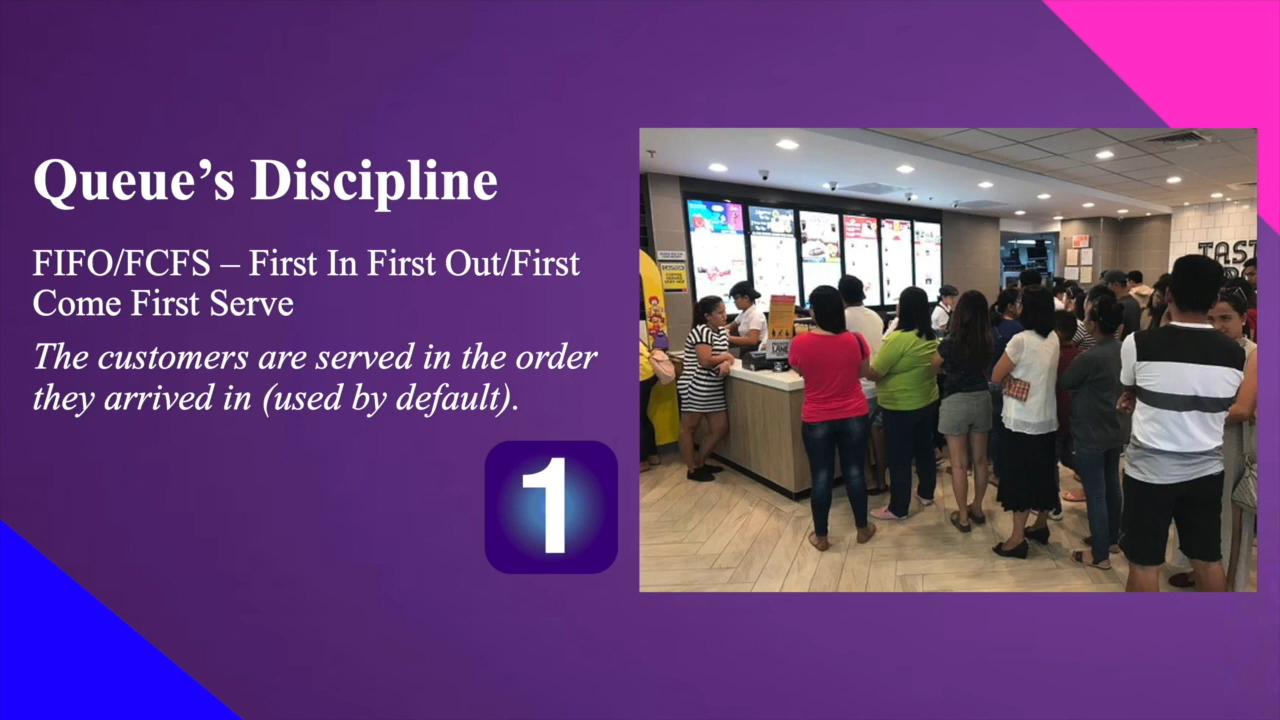 Queue’s Discipline
FIFO/FCFS – First In First Out/First
Come First Serve
The customers are served in the order
they arrived in (used by default).
1
TAST